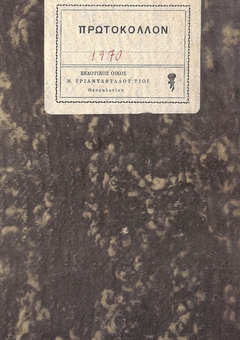 ΠΡΩΤΟΚΟΛΛΟΝ
1970
ΕΚΔΟΤΙΚΟΣ ΟΙΚΟΣ
Μ. ΤΡΙΑΝΤΑΦΥΛΛΟΥ ΥΙΟΙ
Θεσσαλονίκη